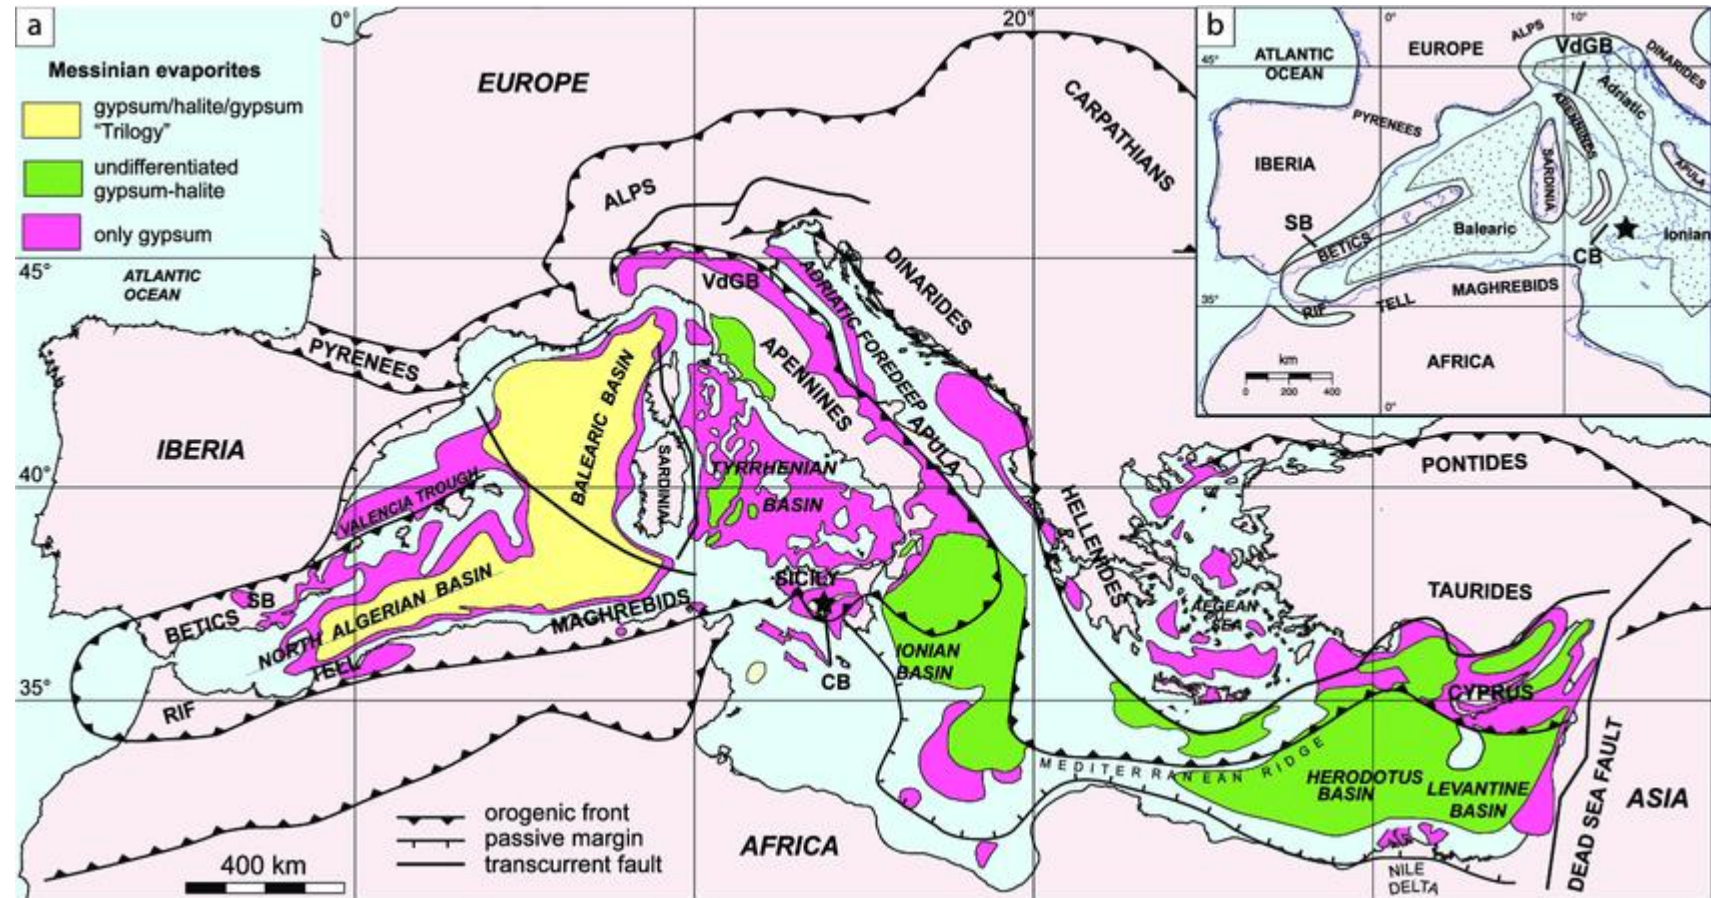 a
0°
20°
Messinian evaporites
gypsum/halite/gypsum
"Trilogy"
undifferentiated
gypsum-halite
only gypsum
EUROPE
CARPATHIANS
ALPS
45°
ATLANTIC
OCEAN
VdGB
ADRIATIC FOREDEEP
DINARIDES
PYRENEES
APENNINES
APULA
IBERIA
BALEARIC BASIN
SARDINIA
40°
TYRRHENIAN
BASIN
VALENCIA TROUGH
PONTIDES
HELLENIDES
SICILY
TAURIDES
SB
BETICS
NORTH ALGERIAN BASIN
MAGHREBIDS
AEGEAN
SEA
IONIAN
BASIN
TELL
CB
35°
RIF
CYPRUS
MEDITERRANEAN RIDGE
HERODOTUS
BASIN
LEVANTINE
BASIN
DEAD SEA FAULT
ASIA
AFRICA
orogenic front
passive margin
transcurrent fault
400 km
NILE
DELTA
b
0°
10°
ALPS
EUROPE
VdGB
ATLANTIC
OCEAN
45°
DINARIDES
Adriatic
APENNINES
PYRENEES
IBERIA
SARDINIA
APULA
SB
BETICS
Balearic
Ionian
CB
MAGHREBIDS
35°
RIF
TELL
km
0 200 400
AFRICA
0°